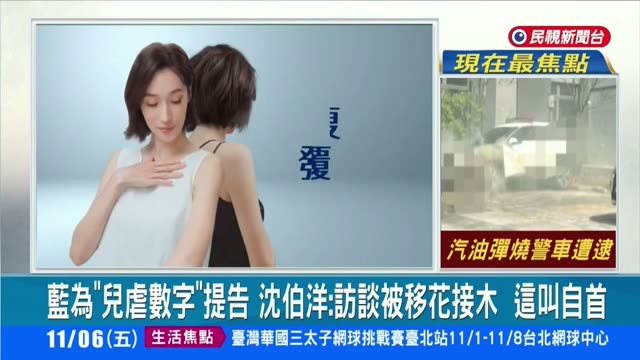 民視新聞台
現在最焦點
覆
汽油彈燒警車遭逮
藍為"兒虐數字"提告 沈伯洋:訪談被移花接木 這叫自首
11/06(五) 生活焦點 臺灣華國三太子網球挑戰賽臺北站11/1-11/8台北網球中心